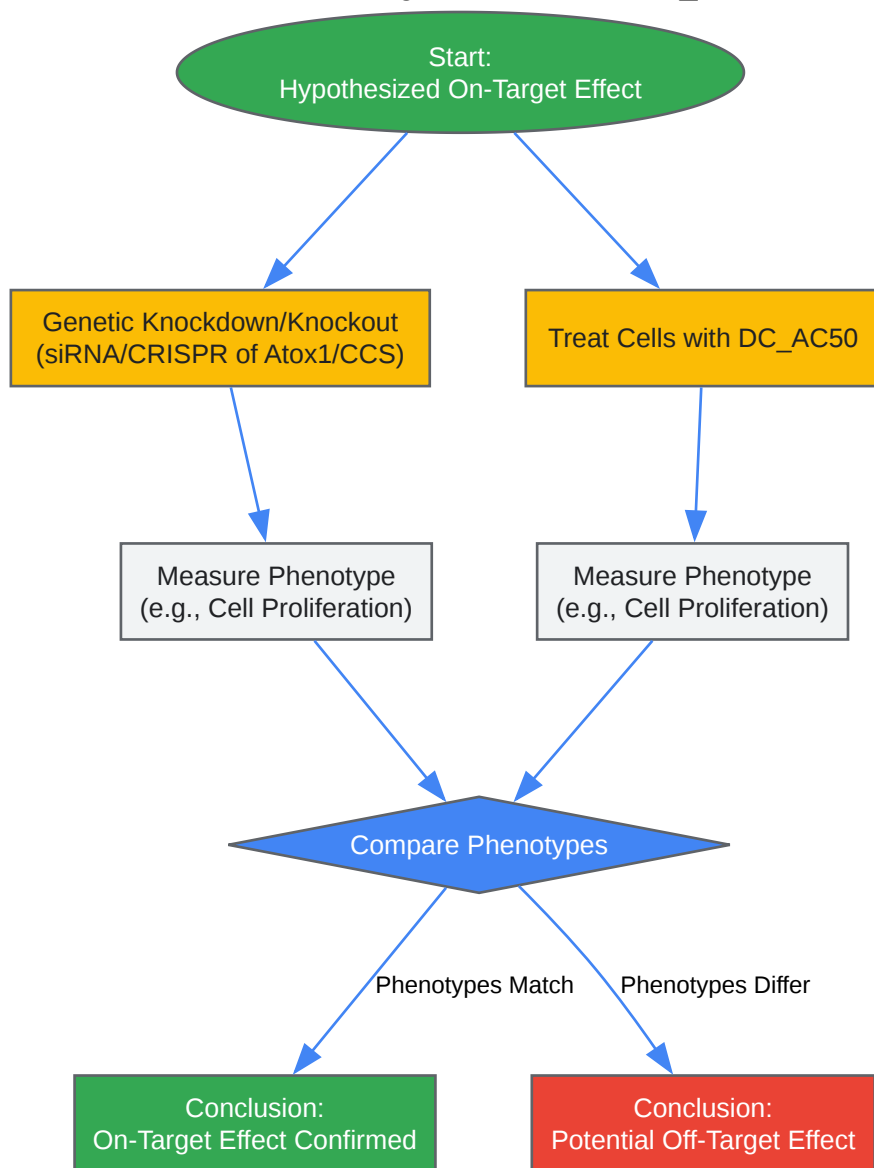 Start:
Hypothesized On-Target Effect
Genetic Knockdown/Knockout
(siRNA/CRISPR of Atox1/CCS)
Treat Cells with DC_AC50
Measure Phenotype
(e.g., Cell Proliferation)
Measure Phenotype
(e.g., Cell Proliferation)
Compare Phenotypes
Phenotypes Match
Phenotypes Differ
Conclusion:
On-Target Effect Confirmed
Conclusion:
Potential Off-Target Effect